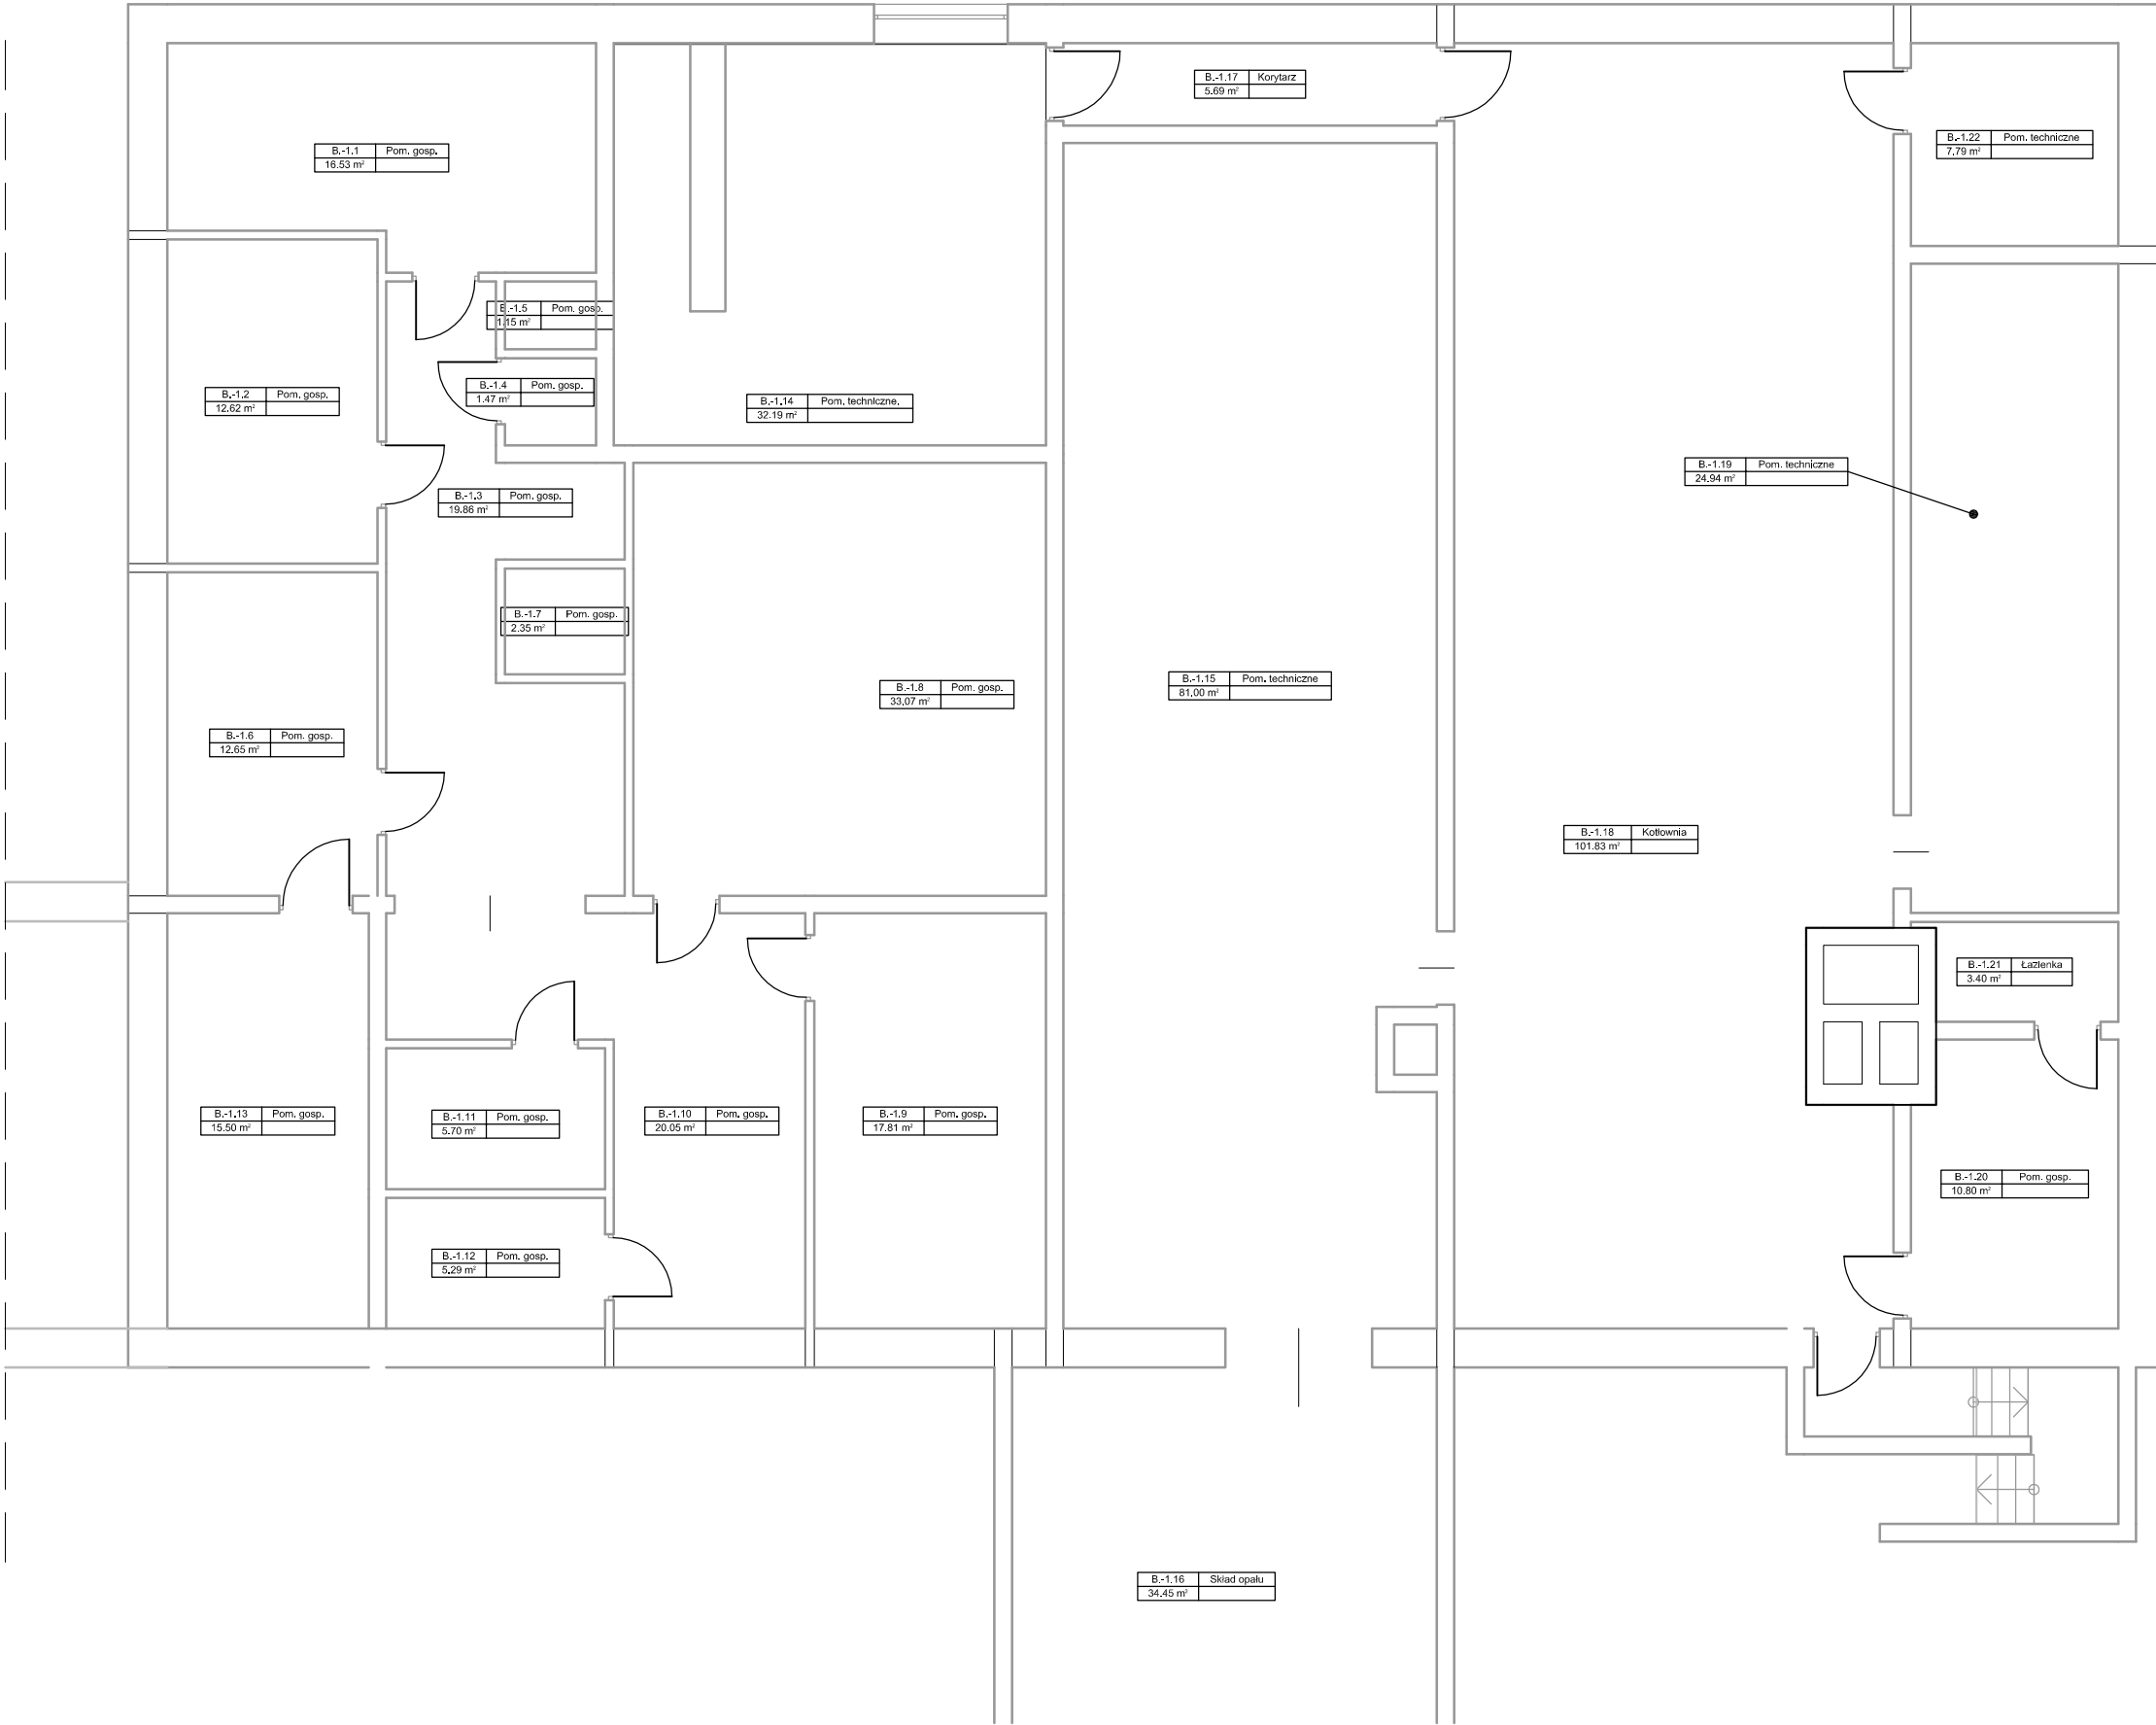 B.-1.17 Korytarz
5.69 m²
B.-1.1 Pom. gosp.
16.53 m²
B.-1.22 Pom. techniczne
7,79 m²
B.-1.5 Pom. gosp.
1.15 m²
B.-1.2 Pom. gosp.
12.62 m²
B.-1.4 Pom. gosp.
1.47 m²
B.-1.14 Pom. techniczne.
32.19 m²
B.-1.19 Pom. techniczne
24.94 m²
B.-1.3 Pom. gosp.
19.86 m²
B.-1.7 Pom. gosp.
2.35 m²
B.-1.8 Pom. gosp.
33,07 m²
B.-1.15 Pom. techniczne
81,00 m²
B.-1.6 Pom. gosp.
12.65 m²
B.-1.18 Kotłownia
101.83 m²
B.-1.21 Łazienka
3.40 m²
B.-1.13 Pom. gosp.
15.50 m²
B.-1.11 Pom. gosp.
5.70 m²
B.-1.10 Pom. gosp.
20.05 m²
B.-1.9 Pom. gosp.
17.81 m²
B.-1.20 Pom. gosp.
10.80 m²
B.-1.12 Pom. gosp.
5.29 m²
B.-1.16 Skład opału
34.45 m²